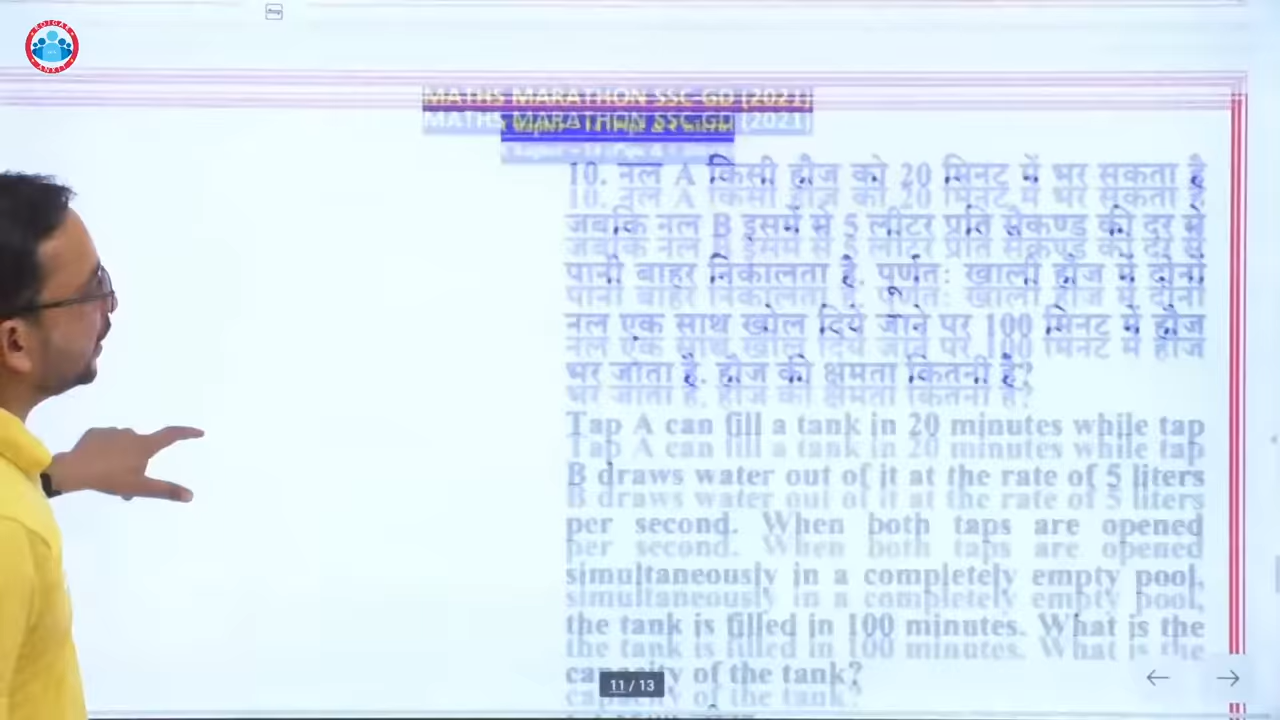 ROJGAR
ANKIT
MATHS MARATHON SSC-GD (2021)
10. नल A किसी हौज को 20 मिनट में भर सकता है
जबकि नल B इसमें से 5 लीटर प्रति सैकण्ड की दर से
पानी बाहर निकालता है. पूर्णतः खाली हौज में दोनों
नल एक साथ खोल दिये जाने पर 100 मिनट में हौज
भर जाता है. हौज की क्षमता कितनी है?
Tap A can fill a tank in 20 minutes while tap
B draws water out of it at the rate of 5 liters
per second. When both taps are opened
simultaneously in a completely empty pool,
the tank is filled in 100 minutes. What is the
capacity of the tank?
11 / 13